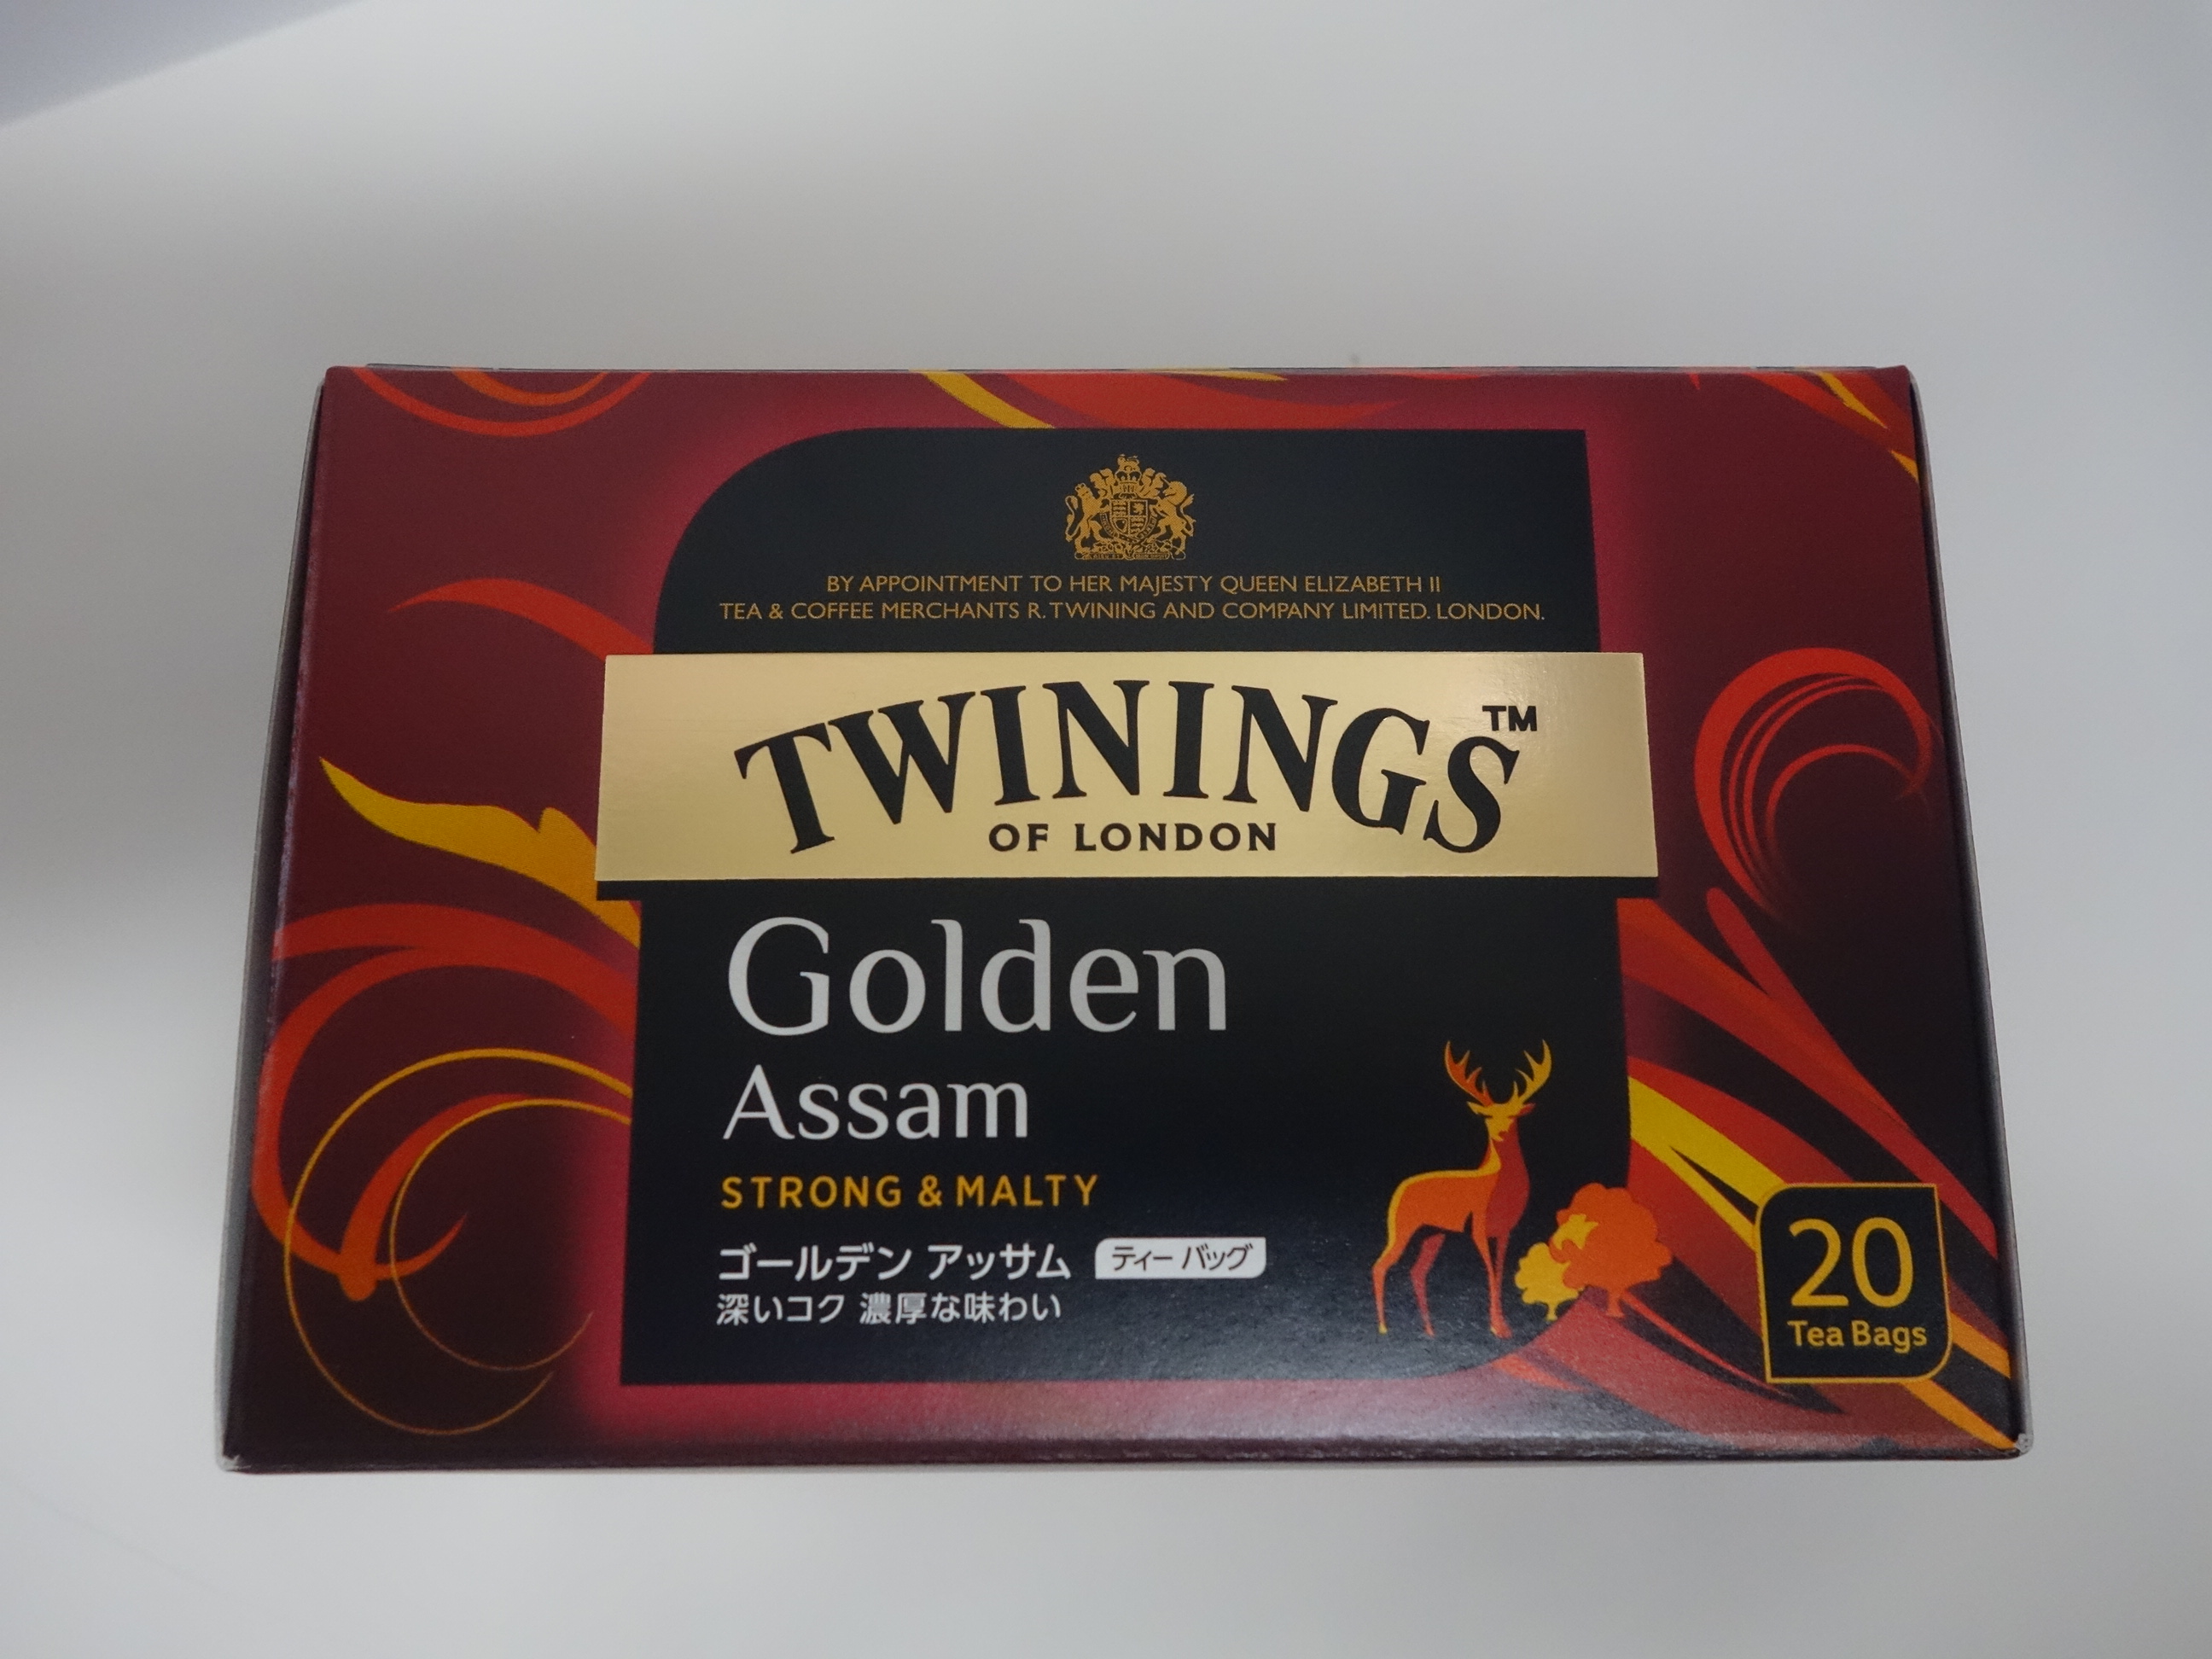 BY APPOINTMENT TO HER MAJESTY QUEEN ELIZABETH II
TEA & COFFEE MERCHANTS R. TWINING AND COMPANY LIMITED. LONDON.
TWININGS™
OF LONDON
Golden
Assam
STRONG & MALTY
ゴールデン アッサム ティー バッグ
深いコク 濃厚な味わい
20
Tea Bags